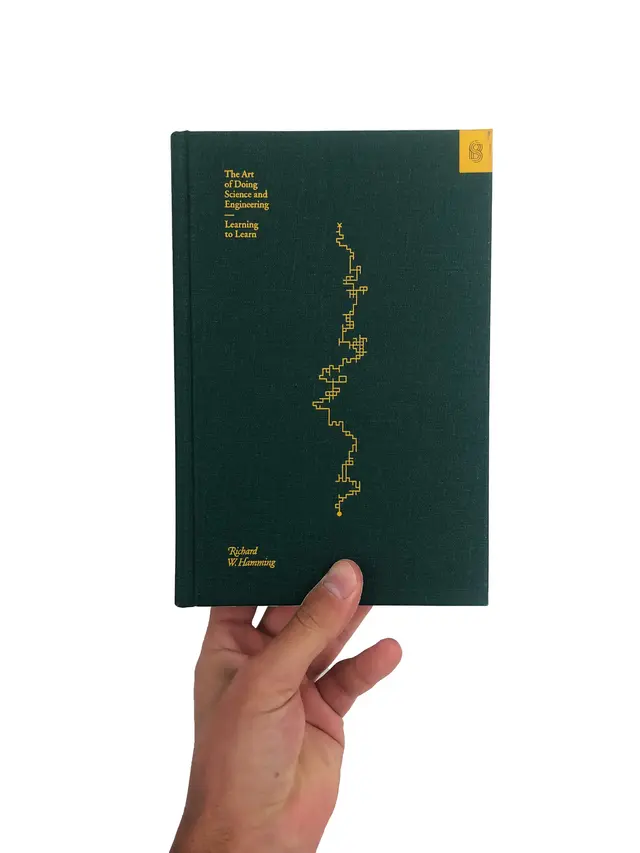 The Art
of Doing
Science and
Engineering
—
Learning
to Learn
Richard
W. Hamming